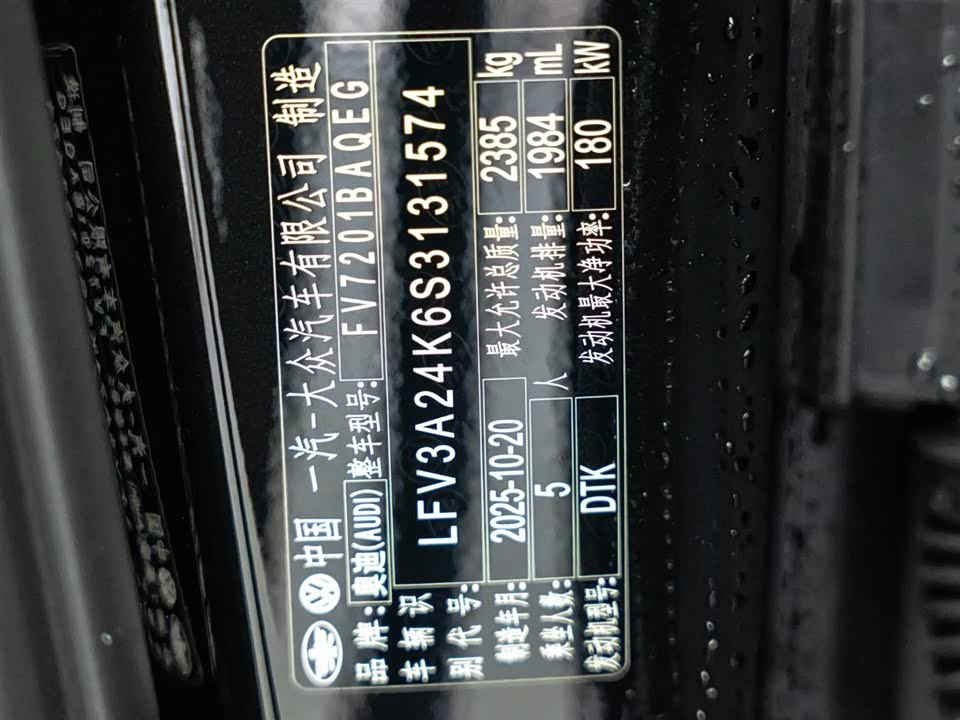 中国 一汽-大众汽车有限公司 制造
品牌: 奥迪(AUDI) 整车型号: FV7201BAQEG
车辆识别代号: LFV3A24K6S3131574
制造年月: 2025-10-20 最大允许总质量: 2385 kg
乘坐人数: 5 人 发动机排量: 1984 mL
发动机型号: DTK 发动机最大净功率: 180 kW